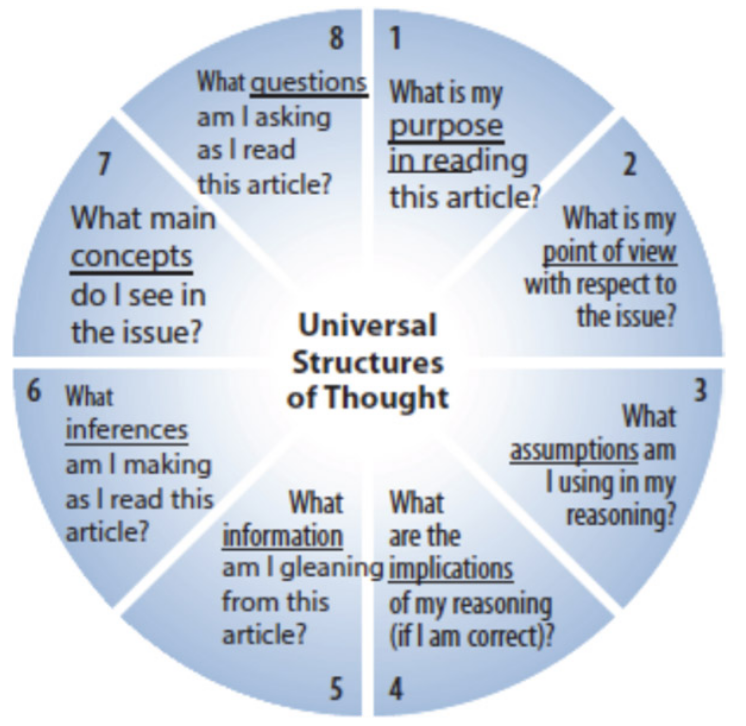 8
What questions
am I asking
as I read
this article?
1
What is my
purpose
in reading
this article?
2
What is my
point of view
with respect to
the issue?
3
What
assumptions am
I using in my
reasoning?
4
What
are the
implications
of my reasoning
(if I am correct)?
5
What
information
am I gleaning
from this
article?
6
What
inferences
am I making
as I read this
article?
7
What main
concepts
do I see in
the issue?
Universal
Structures
of Thought